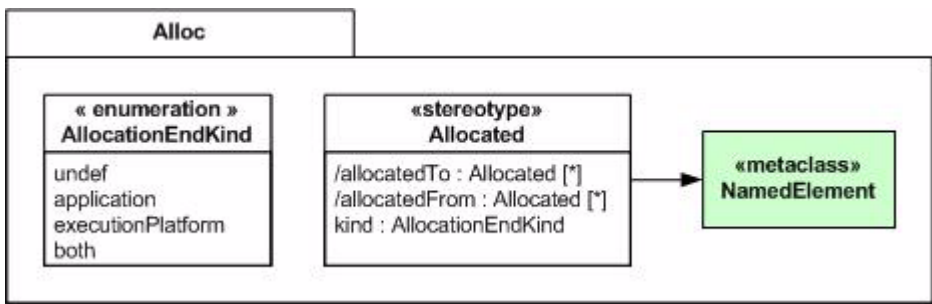 Alloc
« enumeration »
AllocationEndKind
undef
application
executionPlatform
both
«stereotype»
Allocated
/allocatedTo : Allocated [*]
/allocatedFrom : Allocated [*]
kind : AllocationEndKind
«metaclass»
NamedElement